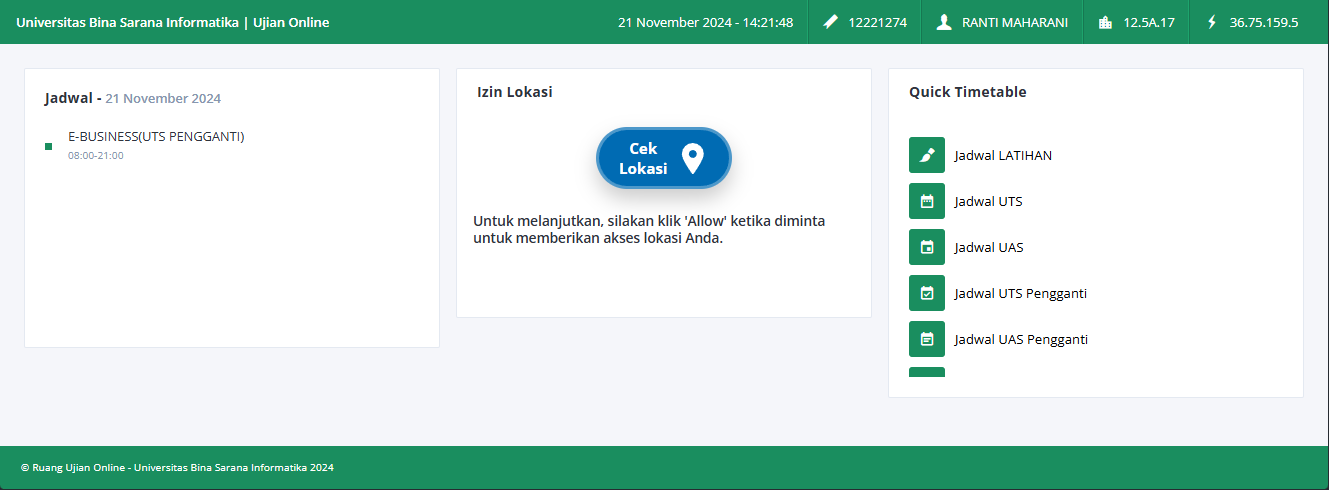 Universitas Bina Sarana Informatika | Ujian Online
21 November 2024 - 14:21:48
12221274
RANTI MAHARANI
12.5A.17
36.75.159.5
Jadwal - 21 November 2024
E-BUSINESS(UTS PENGGANTI)
08:00-21:00
Izin Lokasi
Cek
Lokasi
Untuk melanjutkan, silakan klik 'Allow' ketika diminta
untuk memberikan akses lokasi Anda.
Quick Timetable
Jadwal LATIHAN
Jadwal UTS
Jadwal UAS
Jadwal UTS Pengganti
Jadwal UAS Pengganti
© Ruang Ujian Online - Universitas Bina Sarana Informatika 2024